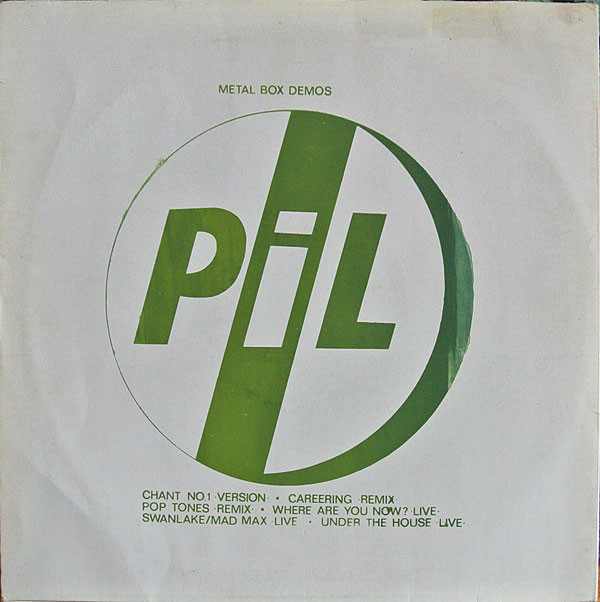 METAL BOX DEMOS
PiL
CHANT NO.1 VERSION · CAREERING ·REMIX·
POP TONES ·REMIX· · WHERE ARE YOU NOW? LIVE·
SWANLAKE/MAD MAX LIVE · UNDER THE HOUSE ·LIVE·